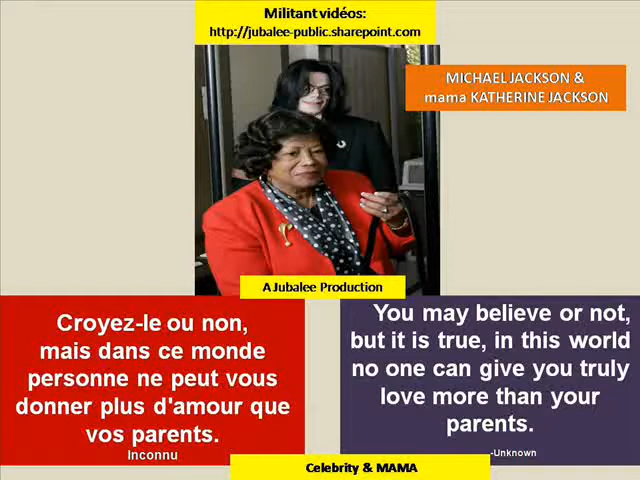 Militant vidéos:
http://jubalee-public.sharepoint.com
MICHAEL JACKSON &
mama KATHERINE JACKSON
A Jubalee Production
Croyez-le ou non,
mais dans ce monde
personne ne peut vous
donner plus d'amour que
vos parents.
Inconnu
You may believe or not,
but it is true, in this world
no one can give you truly
love more than your
parents.
-Unknown
Celebrity & MAMA